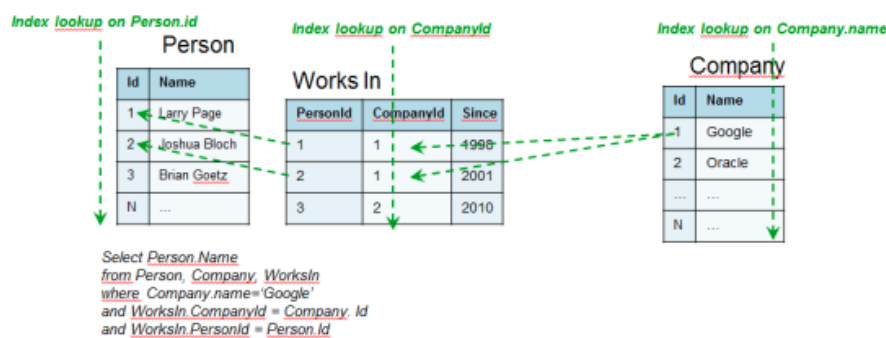 Index lookup on Person.id
Index lookup on CompanyId
Index lookup on Company.name
Person
Id Name
1 Larry Page
2 Joshua Bloch
3 Brian Goetz
N ...
Works In
PersonId CompanyId Since
1 1 1998
2 1 2001
3 2 2010
Company
Id Name
1 Google
2 Oracle
.... ....
N ...
Select Person.Name
from Person, Company, WorksIn
where Company.name=‘Google’
and WorksIn.CompanyId = Company. Id
and WorksIn.PersonId = Person.Id